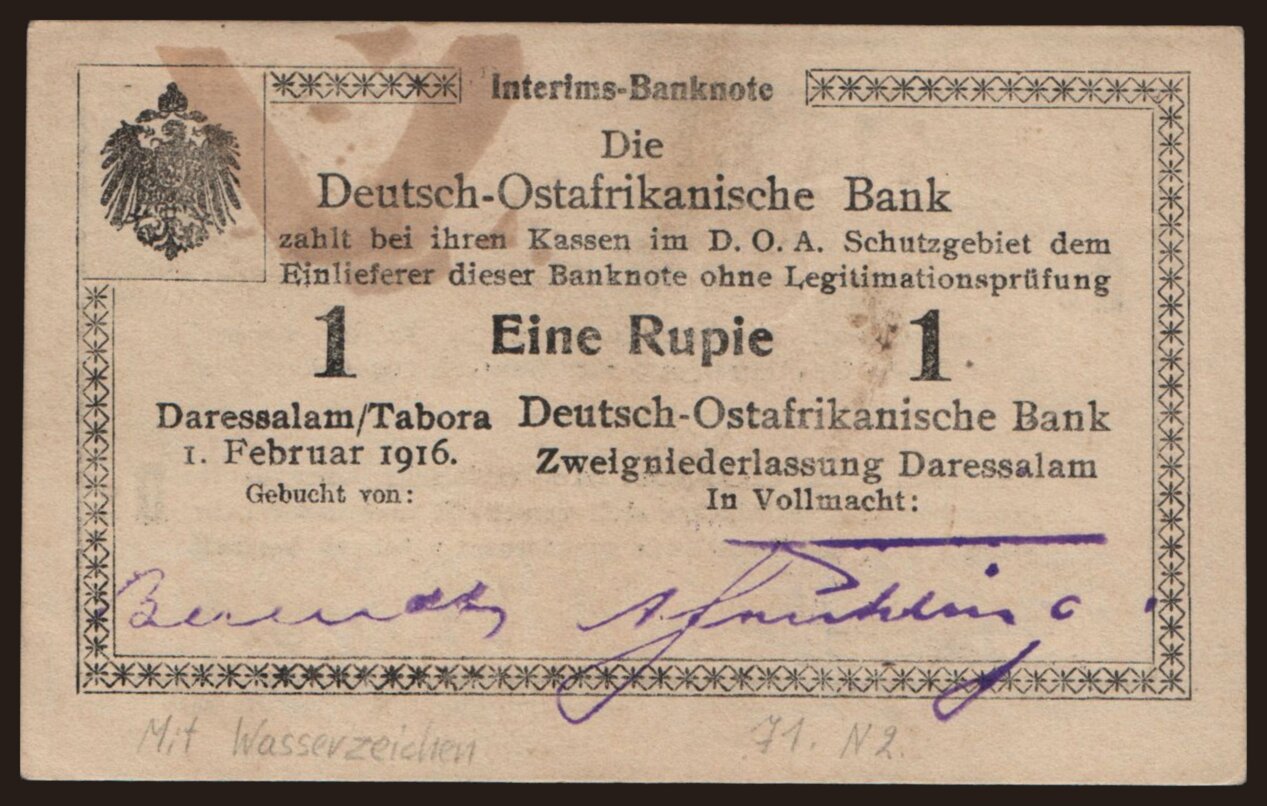 Interims-Banknote
Die
Deutsch-Ostafrikanische Bank
zahlt bei ihren Kassen im D. O. A. Schutzgebiet dem
Einlieferer dieser Banknote ohne Legitimationsprüfung
1 Eine Rupie 1
Daressalam/Tabora
1. Februar 1916.
Gebucht von:
Deutsch-Ostafrikanische Bank
Zweigniederlassung Daressalam
In Vollmacht:
Mit Wasserzeichen
71. N2.